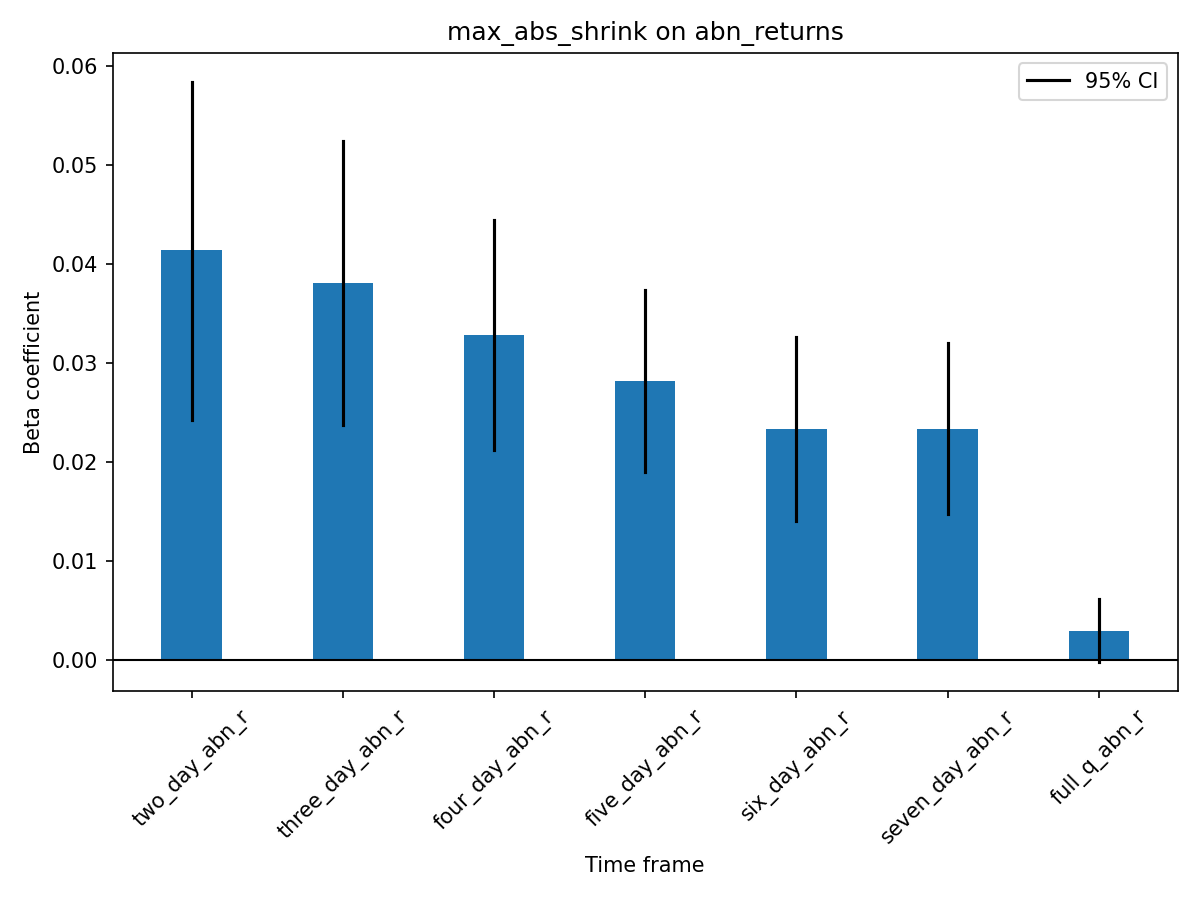 max_abs_shrink on abn_returns
95% CI
0.06
0.05
0.04
0.03
0.02
0.01
0.00
Beta coefficient
two_day_abn_r
three_day_abn_r
four_day_abn_r
five_day_abn_r
six_day_abn_r
seven_day_abn_r
full_q_abn_r
Time frame